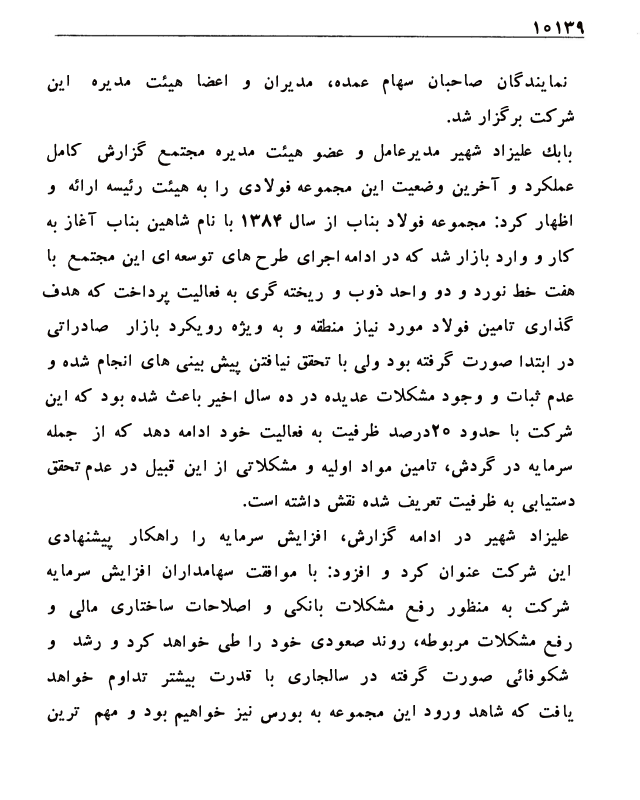 ۱۰۱۳۹
نمایندگان صاحبان سهام عمده، مدیران و اعضا هیئت مدیره این
شرکت برگزار شد.
بابك علیزاد شهیر مدیرعامل و عضو هیئت مدیره مجتمع گزارش کامل
عملکرد و آخرین وضعیت این مجموعه فولادی را به هیئت رئیسه ارائه و
اظهار کرد: مجموعه فولاد بناب از سال ۱۳۸۴ با نام شاهین بناب آغاز به
کار و وارد بازار شد که در ادامه اجرای طرح های توسعه ای این مجتمع با
هفت خط نورد و دو واحد ذوب و ریخته گری به فعالیت پرداخت که هدف
گذاری تامین فولاد مورد نیاز منطقه و به ویژه رویکرد بازار صادراتی
در ابتدا صورت گرفته بود ولی با تحقق نیافتن پیش بینی های انجام شده و
عدم ثبات و وجود مشکلات عدیده در ده سال اخیر باعث شده بود که این
شرکت با حدود ۲۰درصد ظرفیت به فعالیت خود ادامه دهد که از جمله
سرمایه در گردش، تامین مواد اولیه و مشکلاتی از این قبیل در عدم تحقق
دستیابی به ظرفیت تعریف شده نقش داشته است.
علیزاد شهیر در ادامه گزارش، افزایش سرمایه را راهکار پیشنهادی
این شرکت عنوان کرد و افزود: با موافقت سهامداران افزایش سرمایه
شرکت به منظور رفع مشکلات بانکی و اصلاحات ساختاری مالی و
رفع مشکلات مربوطه، روند صعودی خود را طی خواهد کرد و رشد و
شکوفائی صورت گرفته در سالجاری با قدرت بیشتر تداوم خواهد
یافت که شاهد ورود این مجموعه به بورس نیز خواهیم بود و مهم ترین